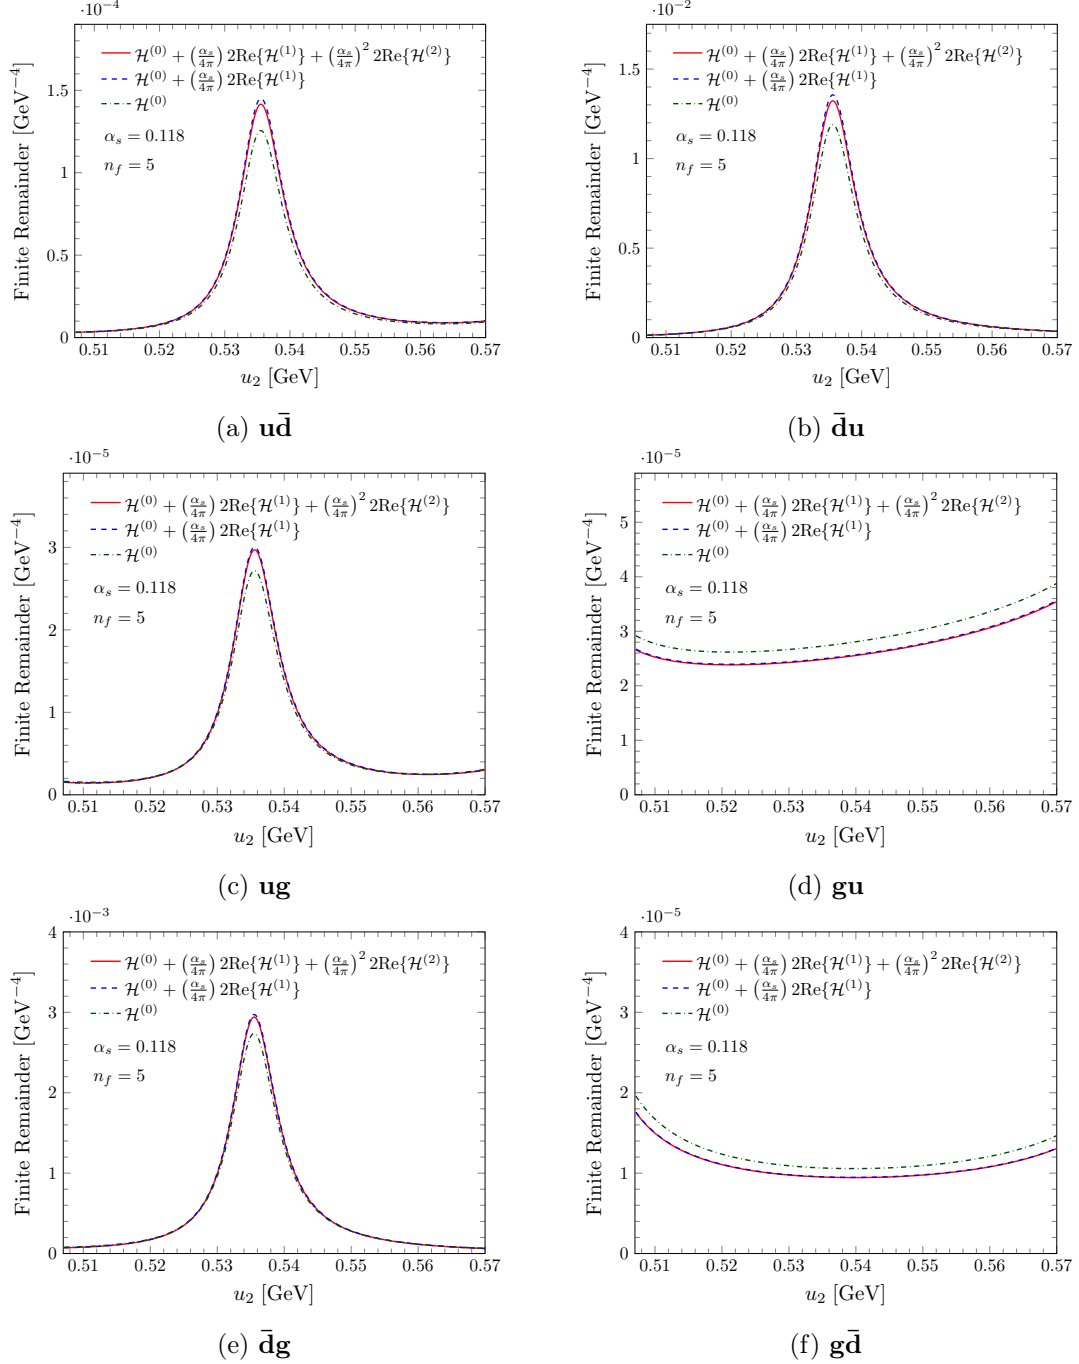 ·10⁻⁴
Finite Remainder [GeV⁻⁴]
1.5
1
0.5
0
H⁽⁰⁾ + (αₛ/4π) 2Re{H⁽¹⁾} + (αₛ/4π)² 2Re{H⁽²⁾}
H⁽⁰⁾ + (αₛ/4π) 2Re{H⁽¹⁾}
H⁽⁰⁾
αₛ = 0.118
n_f = 5
0.51 0.52 0.53 0.54 0.55 0.56 0.57
u₂ [GeV]
(a) ud̄
·10⁻²
Finite Remainder [GeV⁻⁴]
1.5
1
0.5
0
H⁽⁰⁾ + (αₛ/4π) 2Re{H⁽¹⁾} + (αₛ/4π)² 2Re{H⁽²⁾}
H⁽⁰⁾ + (αₛ/4π) 2Re{H⁽¹⁾}
H⁽⁰⁾
αₛ = 0.118
n_f = 5
0.51 0.52 0.53 0.54 0.55 0.56 0.57
u₂ [GeV]
(b) d̄u
·10⁻⁵
Finite Remainder [GeV⁻⁴]
3
2
1
0
H⁽⁰⁾ + (αₛ/4π) 2Re{H⁽¹⁾} + (αₛ/4π)² 2Re{H⁽²⁾}
H⁽⁰⁾ + (αₛ/4π) 2Re{H⁽¹⁾}
H⁽⁰⁾
αₛ = 0.118
n_f = 5
0.51 0.52 0.53 0.54 0.55 0.56 0.57
u₂ [GeV]
(c) ug
·10⁻⁵
Finite Remainder [GeV⁻⁴]
5
4
3
2
1
0
H⁽⁰⁾ + (αₛ/4π) 2Re{H⁽¹⁾} + (αₛ/4π)² 2Re{H⁽²⁾}
H⁽⁰⁾ + (αₛ/4π) 2Re{H⁽¹⁾}
H⁽⁰⁾
αₛ = 0.118
n_f = 5
0.51 0.52 0.53 0.54 0.55 0.56 0.57
u₂ [GeV]
(d) gu
·10⁻³
Finite Remainder [GeV⁻⁴]
4
3
2
1
0
H⁽⁰⁾ + (αₛ/4π) 2Re{H⁽¹⁾} + (αₛ/4π)² 2Re{H⁽²⁾}
H⁽⁰⁾ + (αₛ/4π) 2Re{H⁽¹⁾}
H⁽⁰⁾
αₛ = 0.118
n_f = 5
0.51 0.52 0.53 0.54 0.55 0.56 0.57
u₂ [GeV]
(e) d̄g
·10⁻⁵
Finite Remainder [GeV⁻⁴]
4
3
2
1
0
H⁽⁰⁾ + (αₛ/4π) 2Re{H⁽¹⁾} + (αₛ/4π)² 2Re{H⁽²⁾}
H⁽⁰⁾ + (αₛ/4π) 2Re{H⁽¹⁾}
H⁽⁰⁾
αₛ = 0.118
n_f = 5
0.51 0.52 0.53 0.54 0.55 0.56 0.57
u₂ [GeV]
(f) gd̄